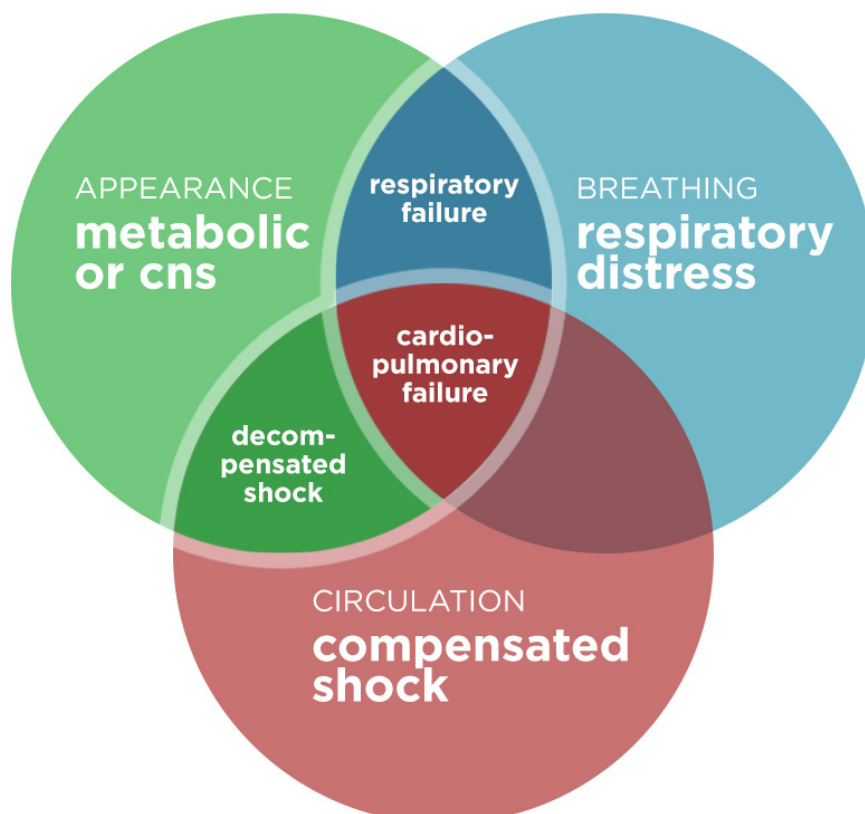 APPEARANCE
metabolic
or cns
respiratory
failure
BREATHING
respiratory
distress
cardio-
pulmonary
failure
decom-
pensated
shock
CIRCULATION
compensated
shock